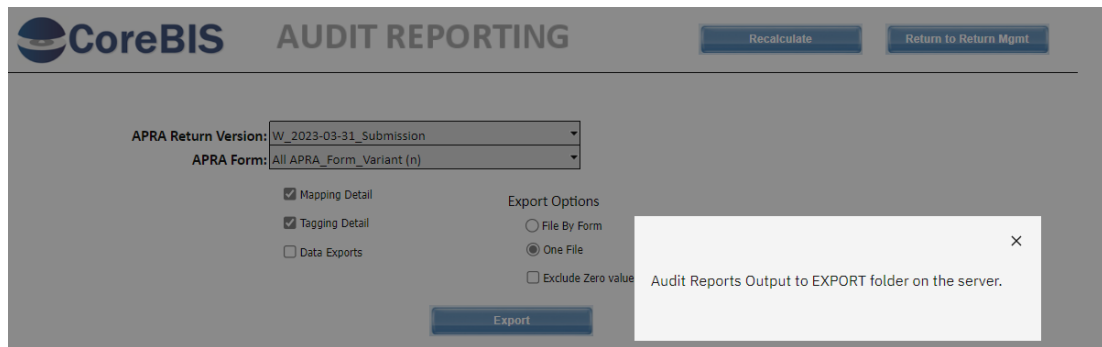 CoreBIS
AUDIT REPORTING
Recalculate
Return to Return Mgmt
APRA Return Version: W_2023-03-31_Submission
APRA Form: All APRA_Form_Variant (n)
Mapping Detail
Tagging Detail
Data Exports
Export Options
File By Form
One File
Exclude Zero value
Export
Audit Reports Output to EXPORT folder on the server.